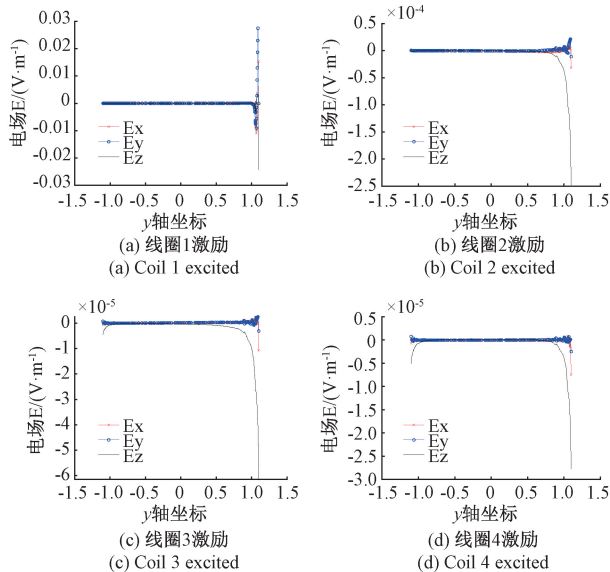 0.03
0.02
0.01
0
-0.01
-0.02
-0.03
电场E/(V·m⁻¹)
Ex
Ey
Ez
-1.5 -1.0 -0.5 0 0.5 1.0 1.5
y轴坐标
(a) 线圈1激励
(a) Coil 1 excited
×10⁻⁴
0.5
0
-0.5
-1.0
-1.5
-2.0
-2.5
电场E/(V·m⁻¹)
Ex
Ey
Ez
-1.5 -1.0 -0.5 0 0.5 1.0 1.5
y轴坐标
(b) 线圈2激励
(b) Coil 2 excited
×10⁻⁵
0
-1
-2
-3
-4
-5
-6
电场E/(V·m⁻¹)
Ex
Ey
Ez
-1.5 -1.0 -0.5 0 0.5 1.0 1.5
y轴坐标
(c) 线圈3激励
(c) Coil 3 excited
×10⁻⁵
0.5
0
-0.5
-1.0
-1.5
-2.0
-2.5
-3.0
电场E/(V·m⁻¹)
Ex
Ey
Ez
-1.5 -1.0 -0.5 0 0.5 1.0 1.5
y轴坐标
(d) 线圈4激励
(d) Coil 4 excited